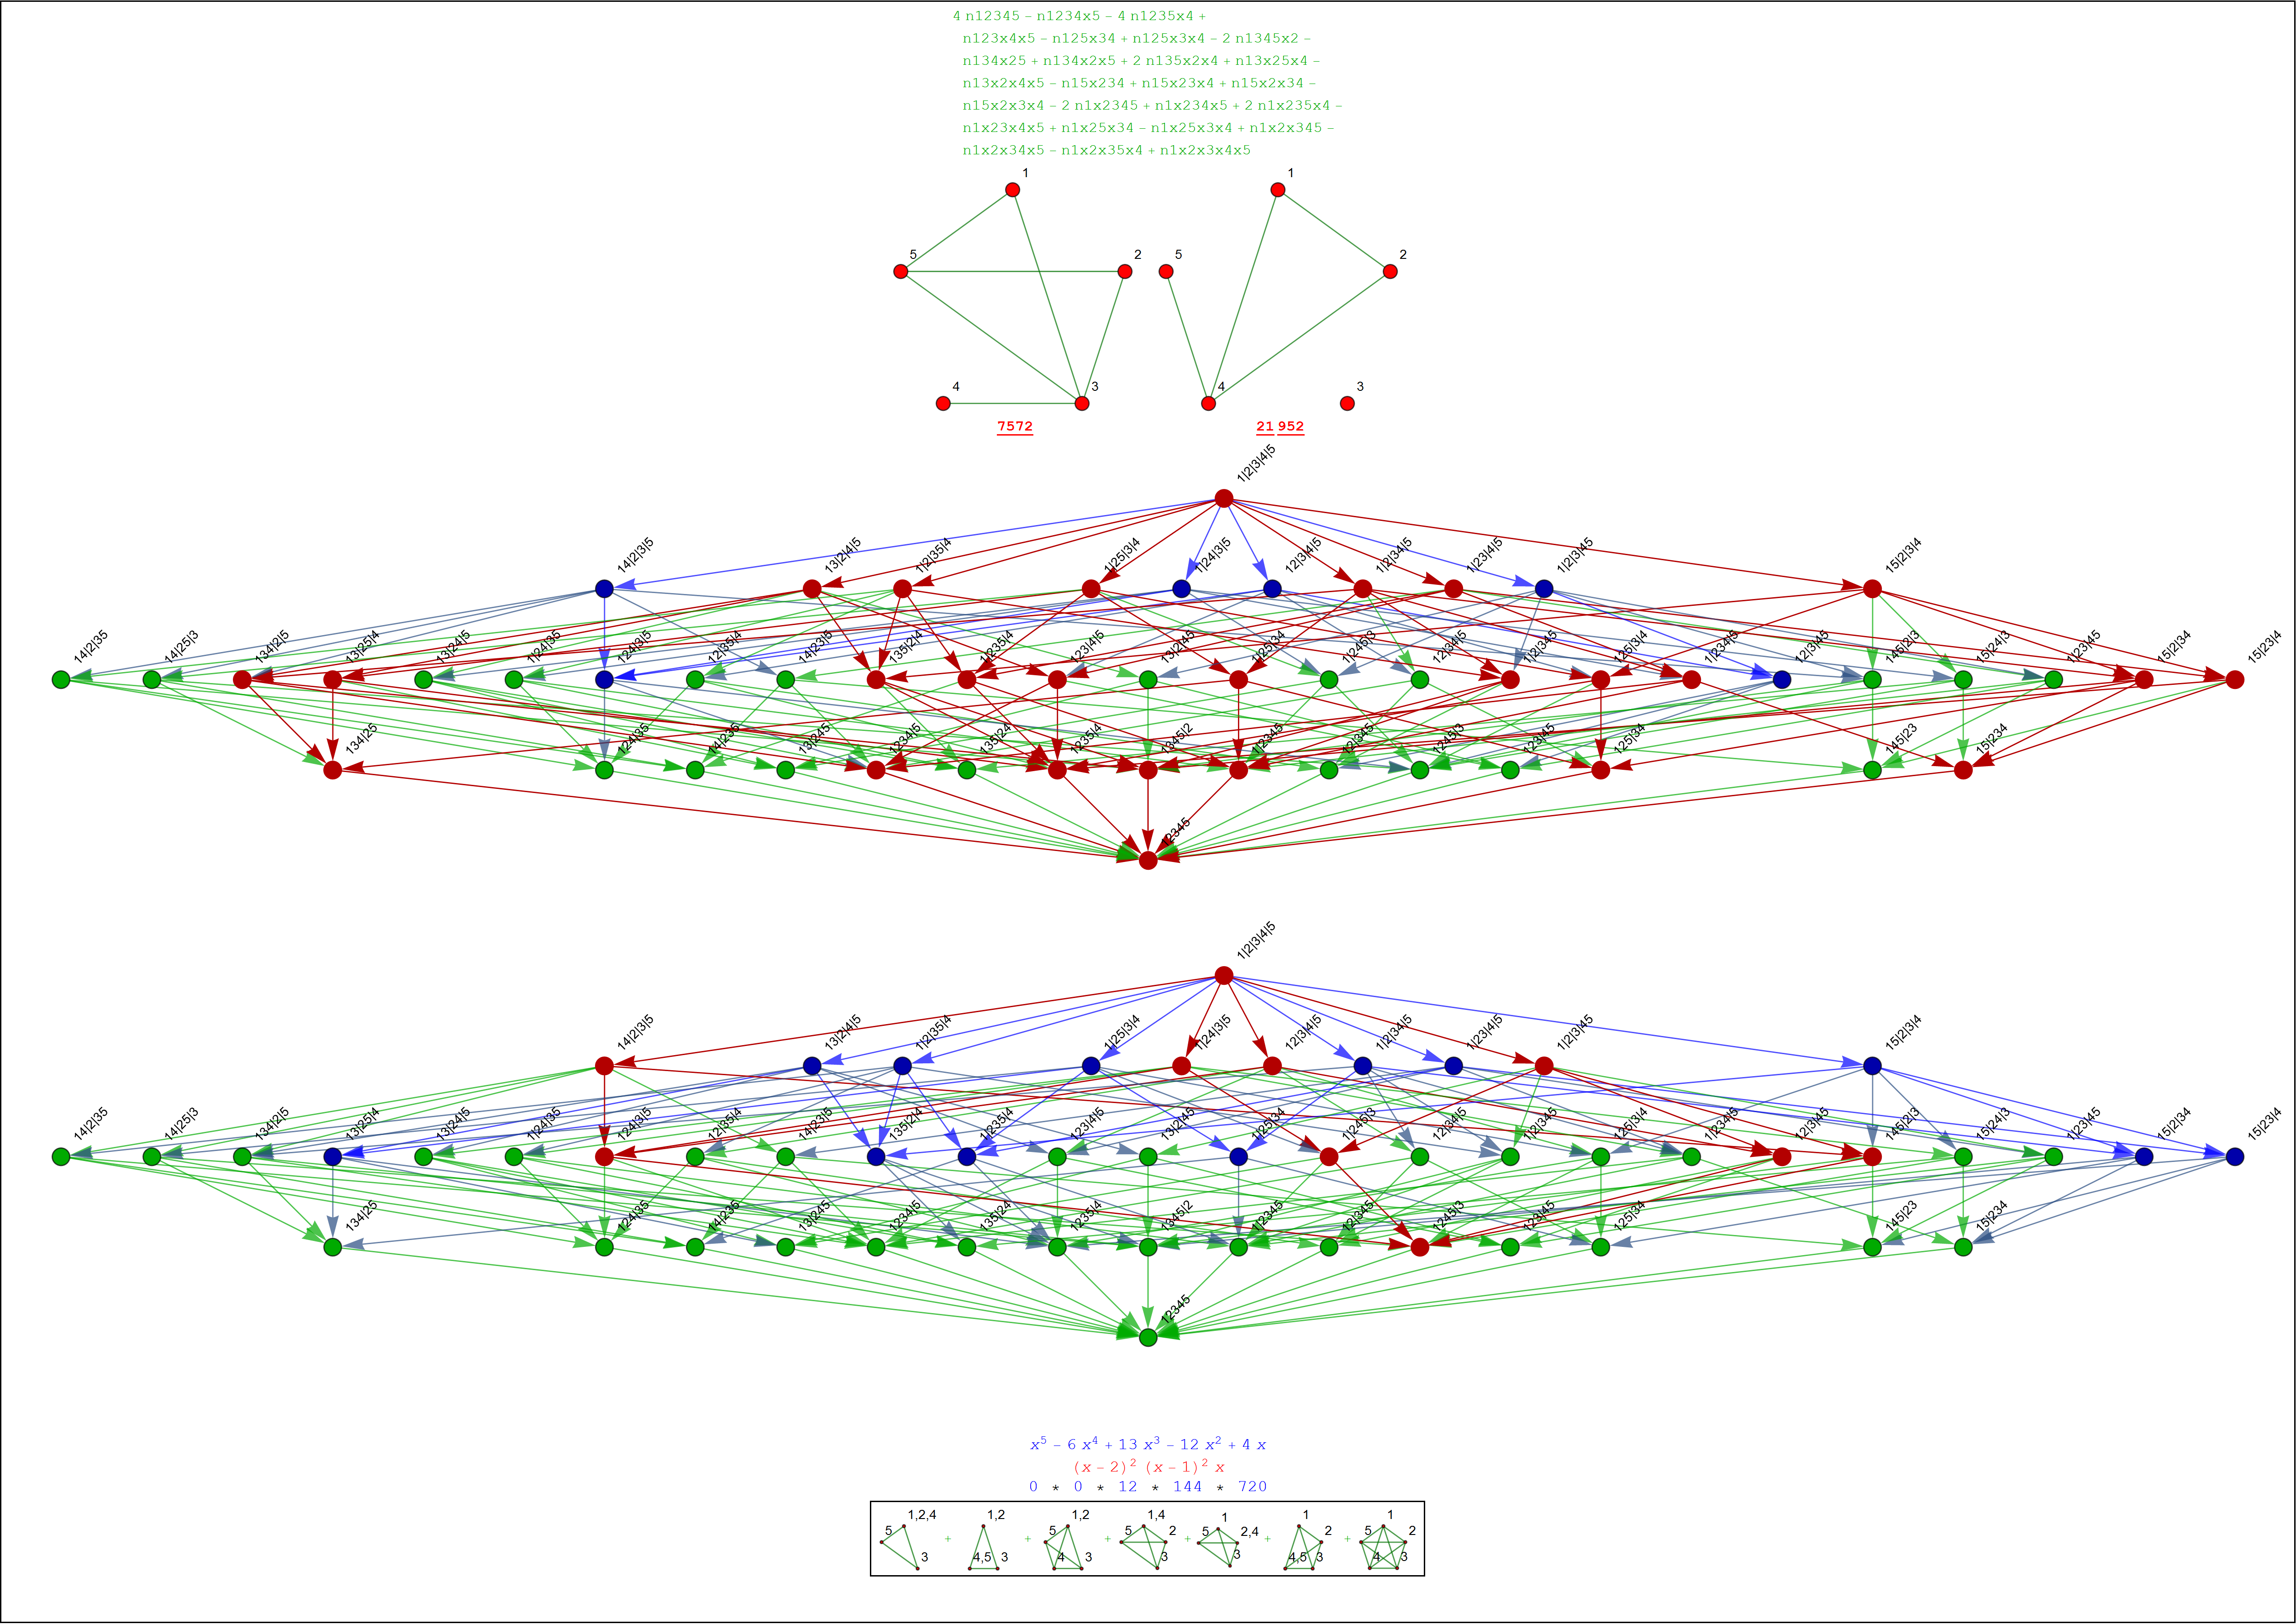 4 n12345 – n1234x5 – 4 n1235x4 +
n123x4x5 – n125x34 + n125x3x4 – 2 n1345x2 –
n134x25 + n134x2x5 + 2 n135x2x4 + n13x25x4 –
n13x2x4x5 – n15x234 + n15x23x4 + n15x2x34 –
n15x2x3x4 – 2 n1x2345 + n1x234x5 + 2 n1x235x4 –
n1x23x4x5 + n1x25x34 – n1x25x3x4 + n1x2x345 –
n1x2x34x5 – n1x2x35x4 + n1x2x3x4x5
1 1
5 2 5 2
4 3 4 3
7572 21 952
1|2|3|4|5
14|2|3|5 13|2|4|5 1|2|35|4 1|25|3|4 1|24|3|5 12|3|4|5 1|2|34|5 1|23|4|5 1|2|3|45 15|2|3|4
14|2|35 14|25|3 134|2|5 13|25|4 13|24|5 1|24|35 124|3|5 12|35|4 14|23|5 135|2|4 1|235|4 123|4|5 13|2|45 1|25|34 1|245|3 12|34|5 1|2|345 125|3|4 1|234|5 12|3|45 145|2|3 15|24|3 1|23|45 15|2|34 15|23|4
134|25 124|35 14|235 13|245 1234|5 135|24 1235|4 1345|2 1|2345 12|345 1245|3 123|45 125|34 145|23 15|234
12345
1|2|3|4|5
14|2|3|5 13|2|4|5 1|2|35|4 1|25|3|4 1|24|3|5 12|3|4|5 1|2|34|5 1|23|4|5 1|2|3|45 15|2|3|4
14|2|35 14|25|3 134|2|5 13|25|4 13|24|5 1|24|35 124|3|5 12|35|4 14|23|5 135|2|4 1|235|4 123|4|5 13|2|45 1|25|34 1|245|3 12|34|5 1|2|345 125|3|4 1|234|5 12|3|45 145|2|3 15|24|3 1|23|45 15|2|34 15|23|4
134|25 124|35 14|235 13|245 1234|5 135|24 1235|4 1345|2 1|2345 12|345 1245|3 123|45 125|34 145|23 15|234
12345
x⁵ – 6 x⁴ + 13 x³ – 12 x² + 4 x
(x – 2)² (x – 1)² x
0 * 0 * 12 * 144 * 720
1,2,4 5 3 + 1,2 4,5 3 + 1,2 5 4 3 + 1,4 5 2 3 + 1 5 2,4 3 + 1 2 4,5 3 + 1 5 2 4 3